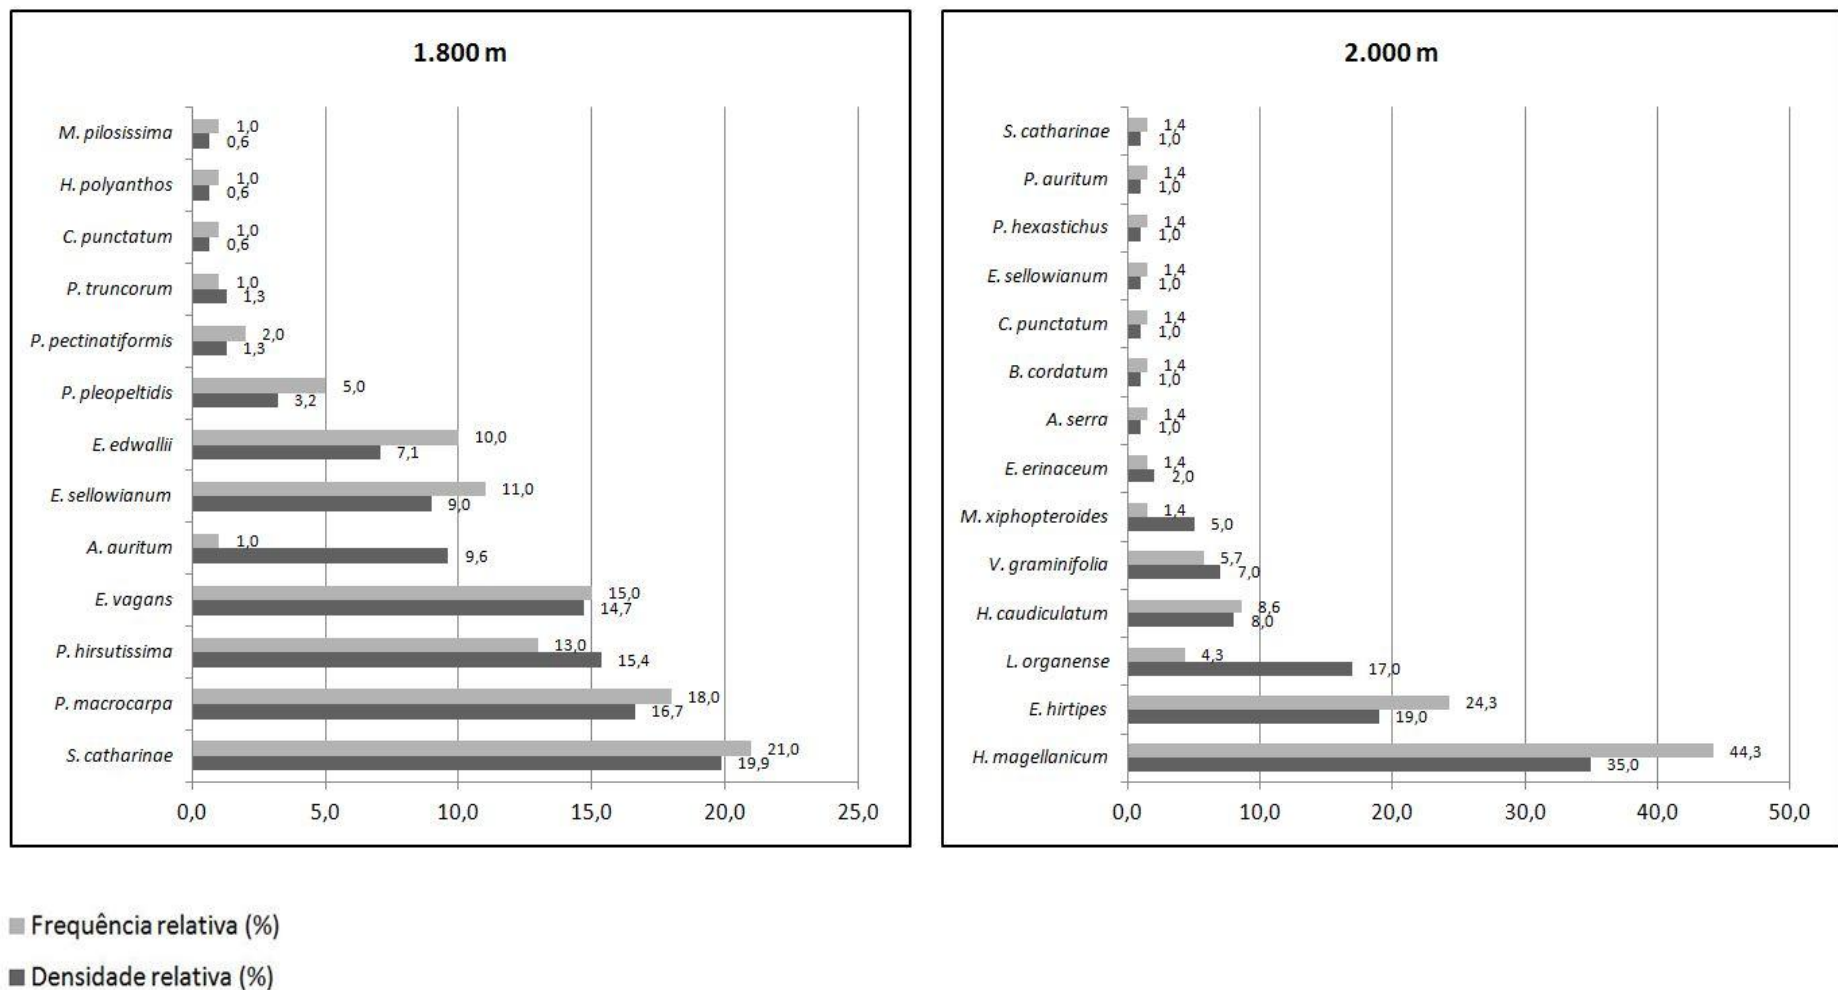 1.800 m
M. pilosissima 1,0
0,6
H. polyanthos 1,0
0,6
C. punctatum 1,0
0,6
P. truncorum 1,0
1,3
P. pectinatiformis 2,0
1,3
P. pleopeltidis 5,0
3,2
E. edwallii 10,0
7,1
E. sellowianum 11,0
9,0
A. auritum 1,0
9,6
E. vagans 15,0
14,7
P. hirsutissima 13,0
15,4
P. macrocarpa 18,0
16,7
S. catharinae 21,0
19,9
0,0 5,0 10,0 15,0 20,0 25,0
2.000 m
S. catharinae 1,4
1,0
P. auritum 1,4
1,0
P. hexastichus 1,4
1,0
E. sellowianum 1,4
1,0
C. punctatum 1,4
1,0
B. cordatum 1,4
1,0
A. serra 1,4
1,0
E. erinaceum 1,4
2,0
M. xiphopteroides 1,4
5,0
V. graminifolia 5,7
7,0
H. caudiculatum 8,6
8,0
L. organense 4,3
17,0
E. hirtipes 24,3
19,0
H. magellanicum 44,3
35,0
0,0 10,0 20,0 30,0 40,0 50,0
Frequência relativa (%)
Densidade relativa (%)